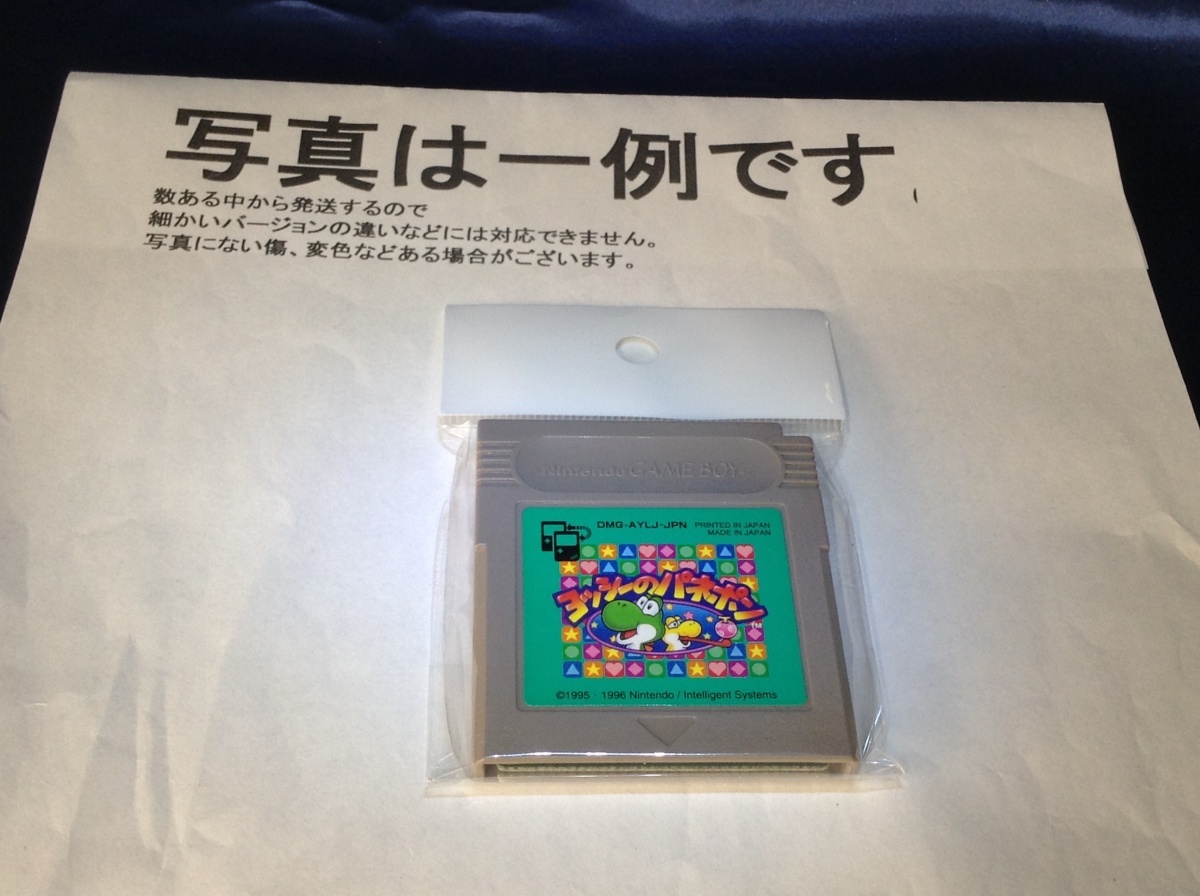 写真は一例です
数ある中から発送するので
細かいバージョンの違いなどには対応できません。
写真にない傷、変色などある場合がございます。
Nintendo GAME BOY
DMG-AYLJ-JPN PRINTED IN JAPAN
MADE IN JAPAN
ヨッシーのパネポン
TM
©1995・1996 Nintendo / Intelligent Systems